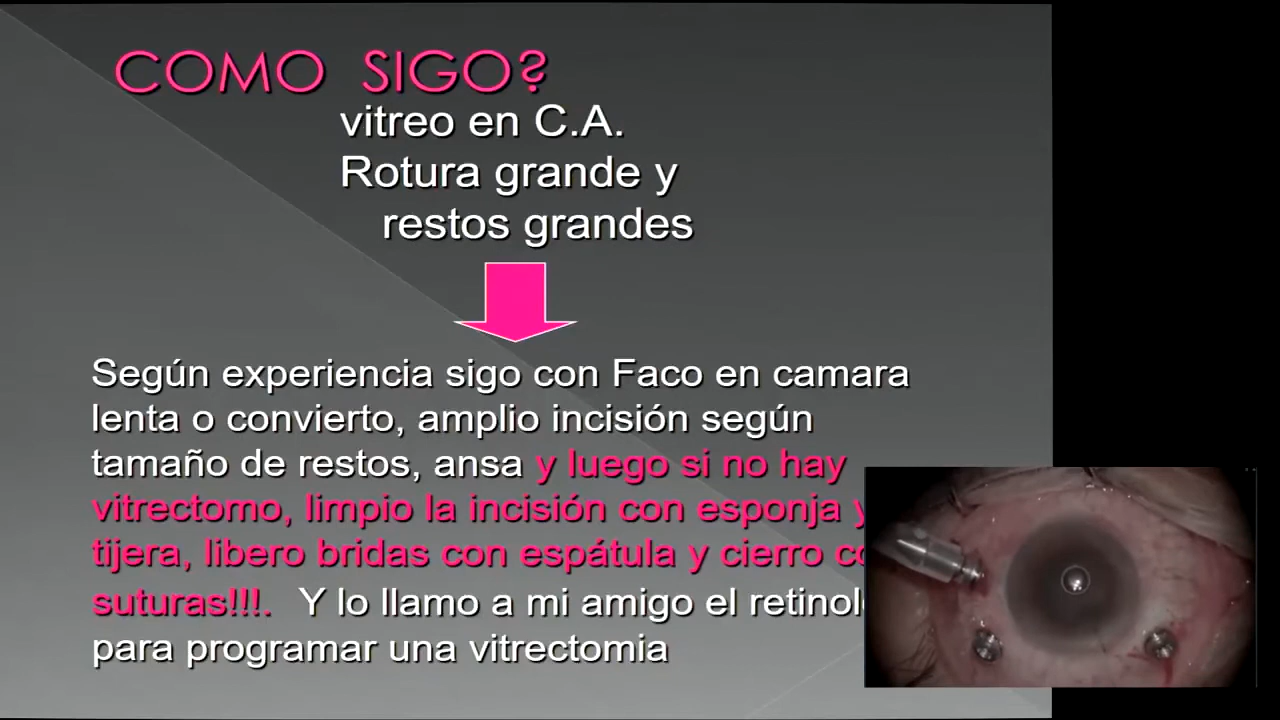 COMO SIGO?
vitreo en C.A.
Rotura grande y
restos grandes
Según experiencia sigo con Faco en camara
lenta o convierto, amplio incisión según
tamaño de restos, ansa y luego si no hay
vitrectomo, limpio la incisión con esponja y
tijera, libero bridas con espátula y cierro
suturas!!!. Y lo llamo a mi amigo el
para programar una vitrectomia